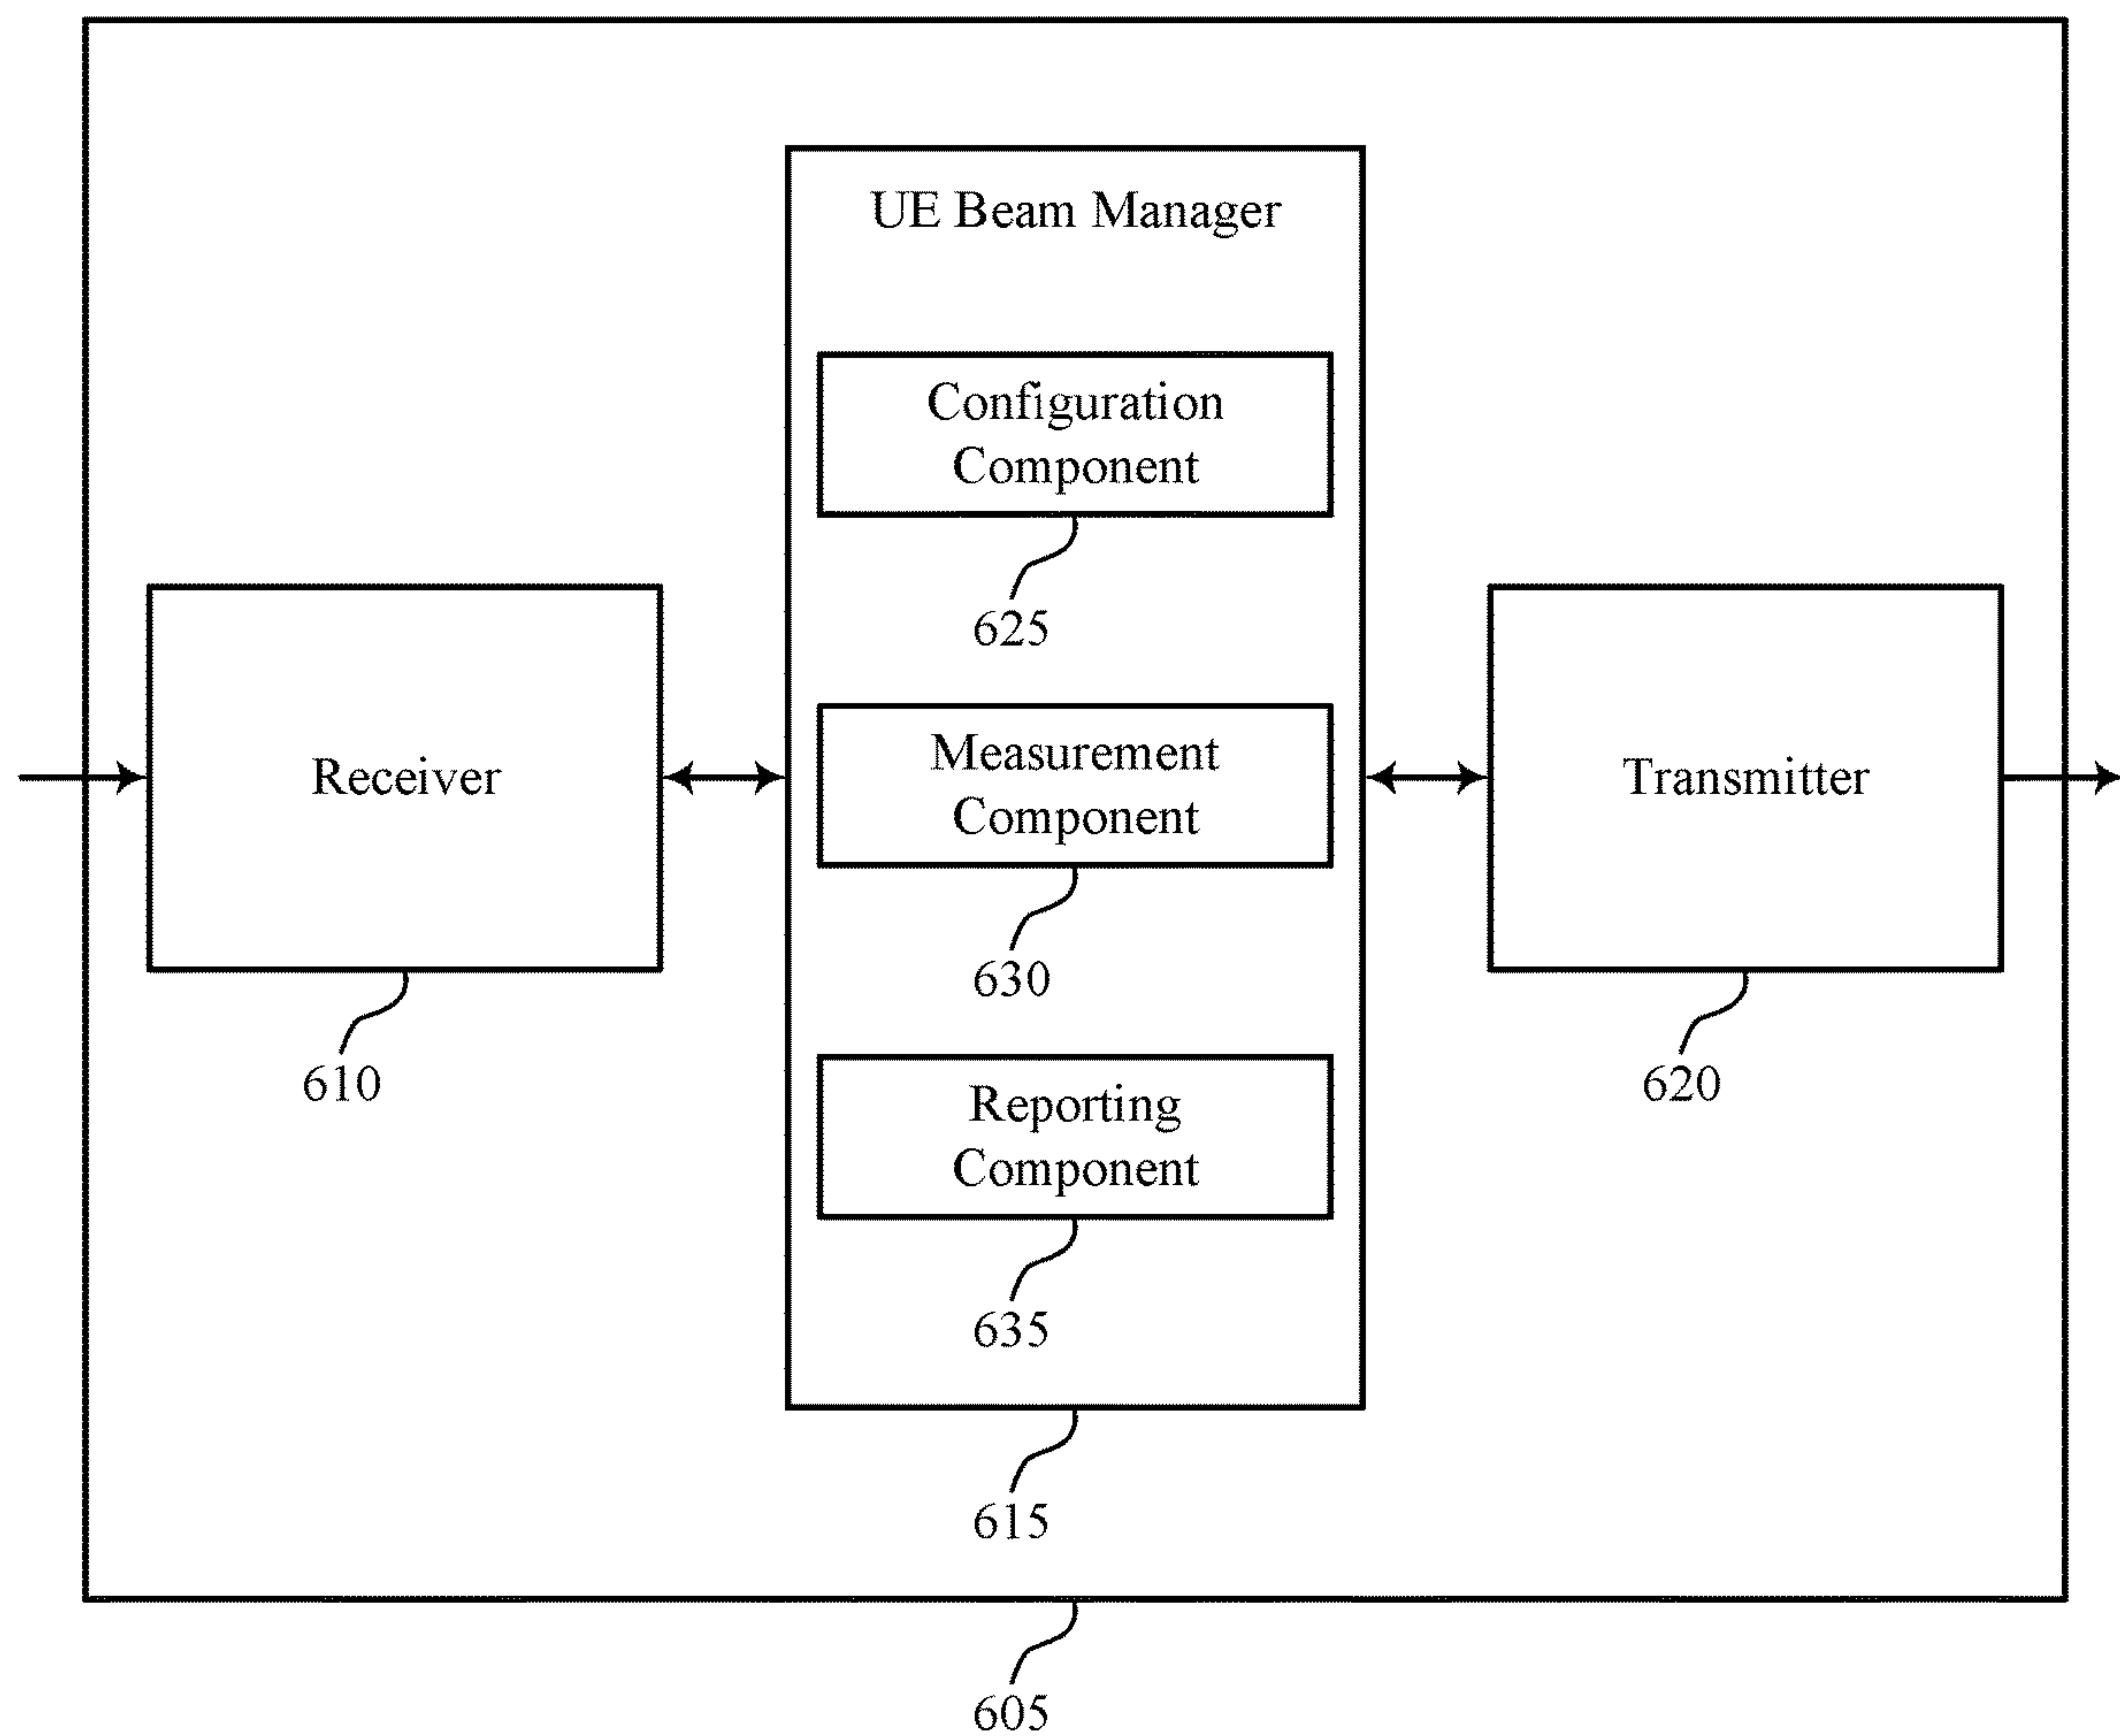 UE Beam Manager
Configuration
Component
625
Receiver
610
Measurement
Component
630
Transmitter
620
Reporting
Component
635
615
605